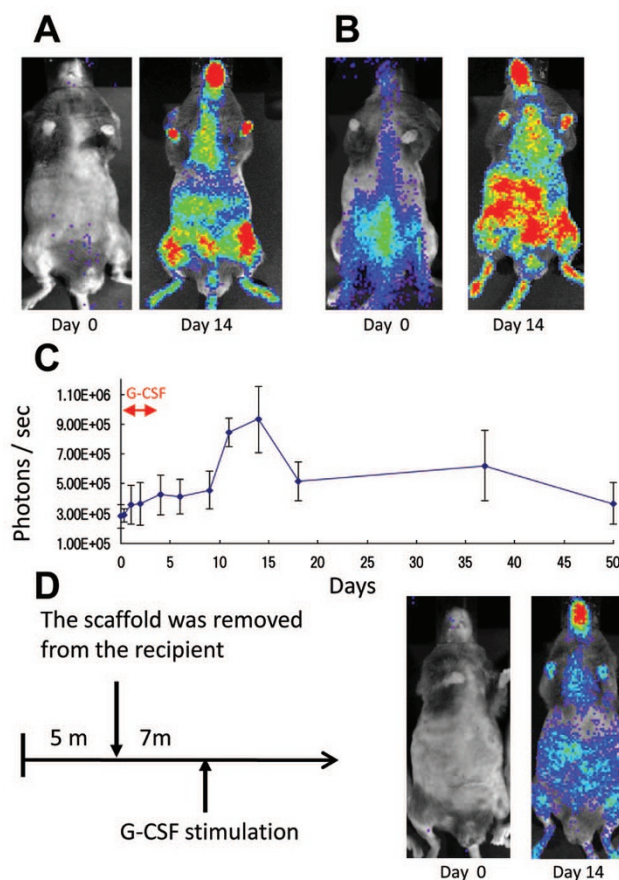 A
B
Day 0
Day 14
Day 0
Day 14
C
G-CSF
1.10E+06
9.00E+05
7.00E+05
5.00E+05
3.00E+05
1.00E+05
Photons / sec
0 5 10 15 20 25 30 35 40 45 50
Days
D
The scaffold was removed
from the recipient
5 m 7m
G-CSF stimulation
Day 0
Day 14